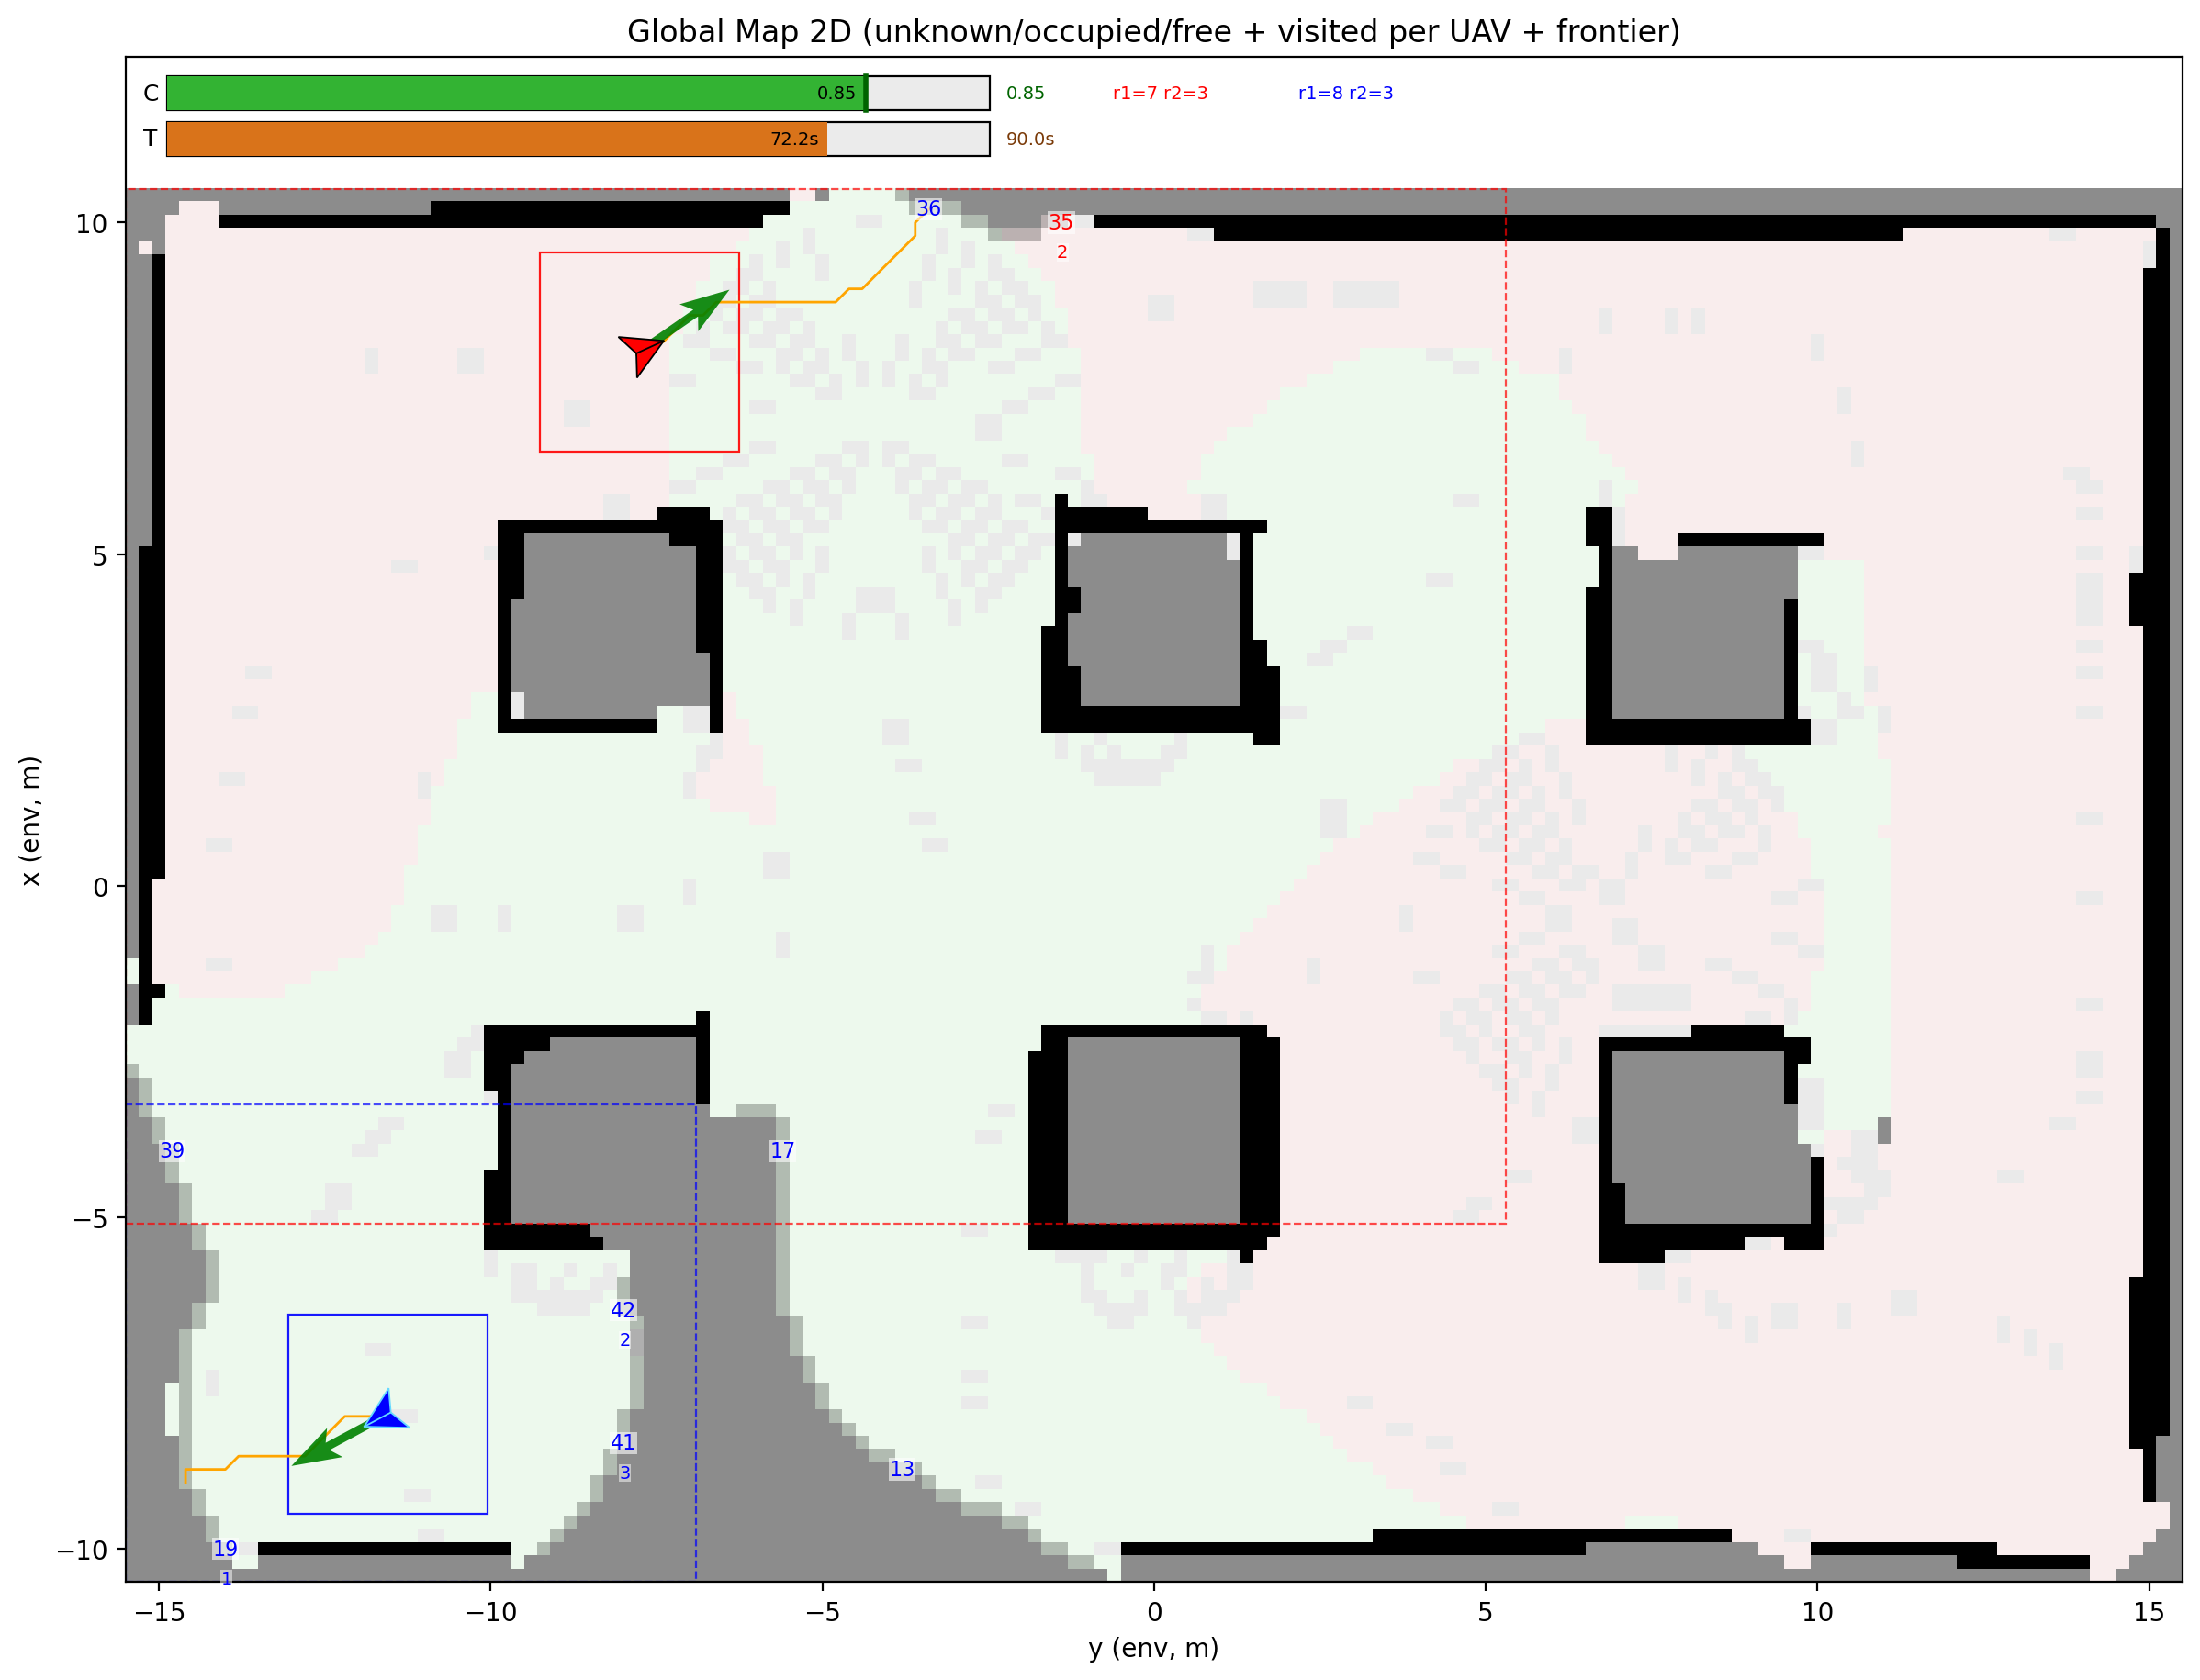 Global Map 2D (unknown/occupied/free + visited per UAV + frontier)
C 0.85 0.85 r1=7 r2=3 r1=8 r2=3
T 72.2s 90.0s
36
35
2
39
17
42
2
41
3
13
19
1
10
5
0
−5
−10
x (env, m)
−15 −10 −5 0 5 10 15
y (env, m)